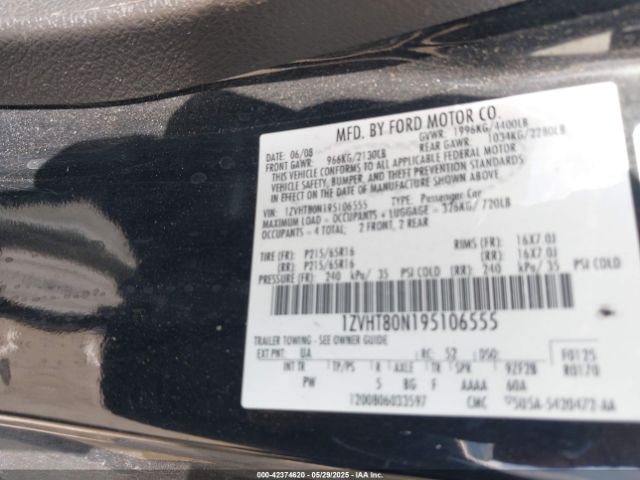 MFD. BY FORD MOTOR CO.
DATE: 06/08 GVWR: 1996KG/4400LB
FRONT GAWR: 966KG/2130LB REAR GAWR: 1034KG/2280LB
THIS VEHICLE CONFORMS TO ALL APPLICABLE FEDERAL MOTOR
VEHICLE SAFETY, BUMPER, AND THEFT PREVENTION STANDARDS
IN EFFECT ON THE DATE OF MANUFACTURE SHOWN ABOVE.
VIN: 1ZVHT80N195106555 TYPE: Passenger Car
MAXIMUM LOAD = OCCUPANTS + LUGGAGE = 326KG/720LB
OCCUPANTS = 4 TOTAL; 2 FRONT, 2 REAR
TIRE (FR): P215/65R16 RIMS (FR): 16X7.0J
(RR): P215/65R16 (RR): 16X7.0J
PRESSURE (FR): 240 kPa/ 35 PSI COLD (RR): 240 kPa/ 35 PSI COLD
1ZVHT80N195106555
TRAILER TOWING - SEE OWNER GUIDE
EXT PNT: UA RC: 52 DSO: F0125
INT TR TP/PS R AXLE TR SPR 9ZF2B R0170
PW 5 BG F AAAA 60A
1200806033597 CMC 5U5A-5420472-AA
00-42374620 - 05/29/2025 - IAA